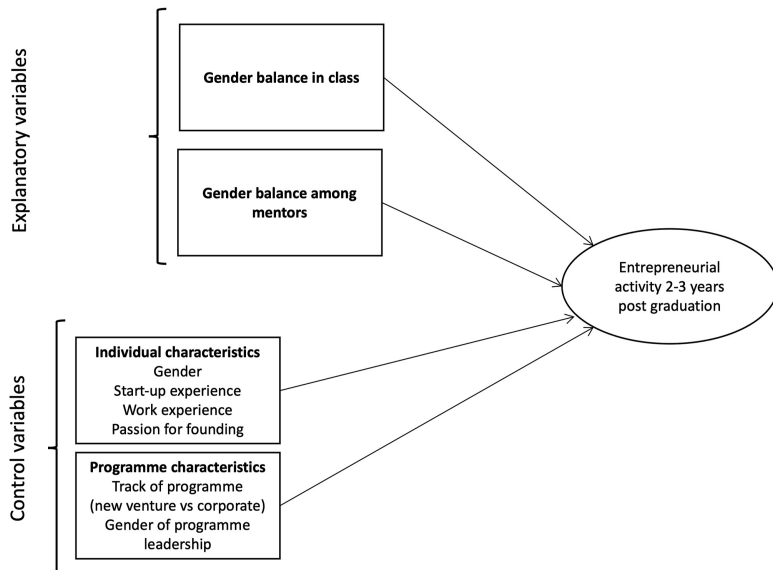 Explanatory variables
Gender balance in class
Gender balance among
mentors
Entrepreneurial
activity 2-3 years
post graduation
Control variables
Individual characteristics
Gender
Start-up experience
Work experience
Passion for founding
Programme characteristics
Track of programme
(new venture vs corporate)
Gender of programme
leadership